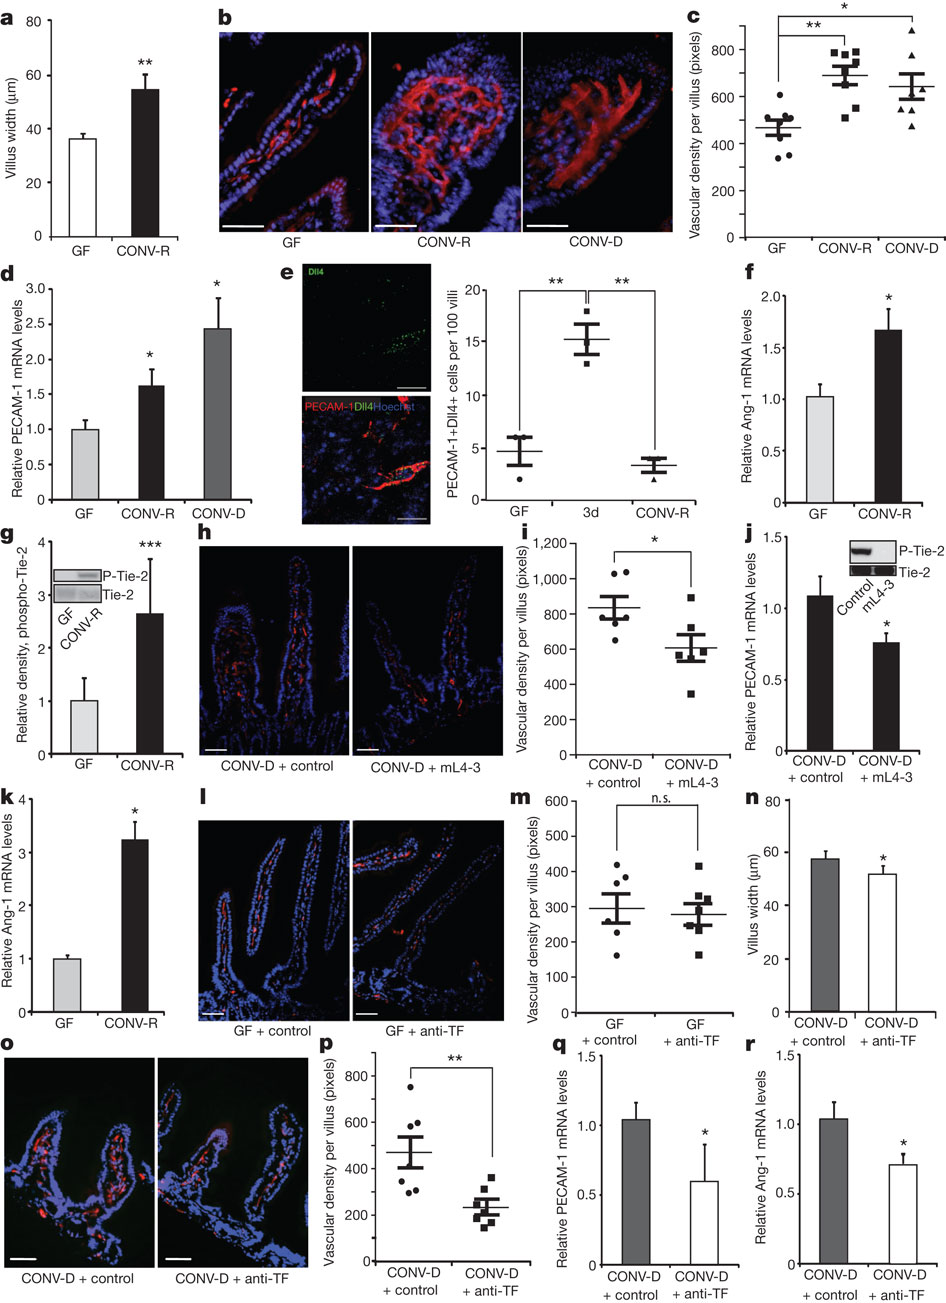 a
80
60
40
20
0
Villus width (μm)
**
GF
CONV-R
b
GF
CONV-R
CONV-D
c
Vascular density per villus (pixels)
800
600
400
200
0
*
**
GF
CONV-R
CONV-D
d
Relative PECAM-1 mRNA levels
3.0
2.5
2.0
1.5
1.0
0.5
0
*
*
GF
CONV-R
CONV-D
e
Dll4
PECAM-1Dll4Hoechst
PECAM-1+Dll4+ cells per 100 villi
20
15
10
5
0
**
**
GF
3d
CONV-R
f
Relative Ang-1 mRNA levels
2.0
1.5
1.0
0.5
0
*
GF
CONV-R
g
Relative density, phospho-Tie-2
4
3
2
1
0
***
P-Tie-2
Tie-2
GF
CONV-R
GF
CONV-R
h
CONV-D + control
CONV-D + mL4-3
i
Vascular density per villus (pixels)
1,200
1,000
800
600
400
200
0
*
CONV-D
+ control
CONV-D
+ mL4-3
j
Relative PECAM-1 mRNA levels
1.5
1.0
0.5
0
P-Tie-2
Tie-2
Control
mL4-3
*
CONV-D
+ control
CONV-D
+ mL4-3
k
Relative Ang-1 mRNA levels
4
3
2
1
0
*
GF
CONV-R
l
GF + control
GF + anti-TF
m
Vascular density per villus (pixels)
600
500
400
300
200
100
0
n.s.
GF
+ control
GF
+ anti-TF
n
Villus width (μm)
80
60
40
20
0
*
CONV-D
+ control
CONV-D
+ anti-TF
o
CONV-D + control
CONV-D + anti-TF
p
Vascular density per villus (pixels)
800
600
400
200
0
**
CONV-D
+ control
CONV-D
+ anti-TF
q
Relative PECAM-1 mRNA levels
1.5
1.0
0.5
0
*
CONV-D
+ control
CONV-D
+ anti-TF
r
Relative Ang-1 mRNA levels
1.5
1.0
0.5
0
*
CONV-D
+ control
CONV-D
+ anti-TF